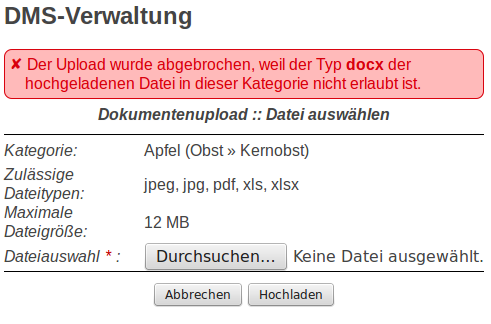 DMS-Verwaltung
✘ Der Upload wurde abgebrochen, weil der Typ docx der
hochgeladenen Datei in dieser Kategorie nicht erlaubt ist.
Dokumentenupload :: Datei auswählen
Kategorie: Apfel (Obst » Kernobst)
Zulässige
Dateitypen: jpeg, jpg, pdf, xls, xlsx
Maximale
Dateigröße: 12 MB
Dateiauswahl * : Durchsuchen... Keine Datei ausgewählt.
Abbrechen Hochladen